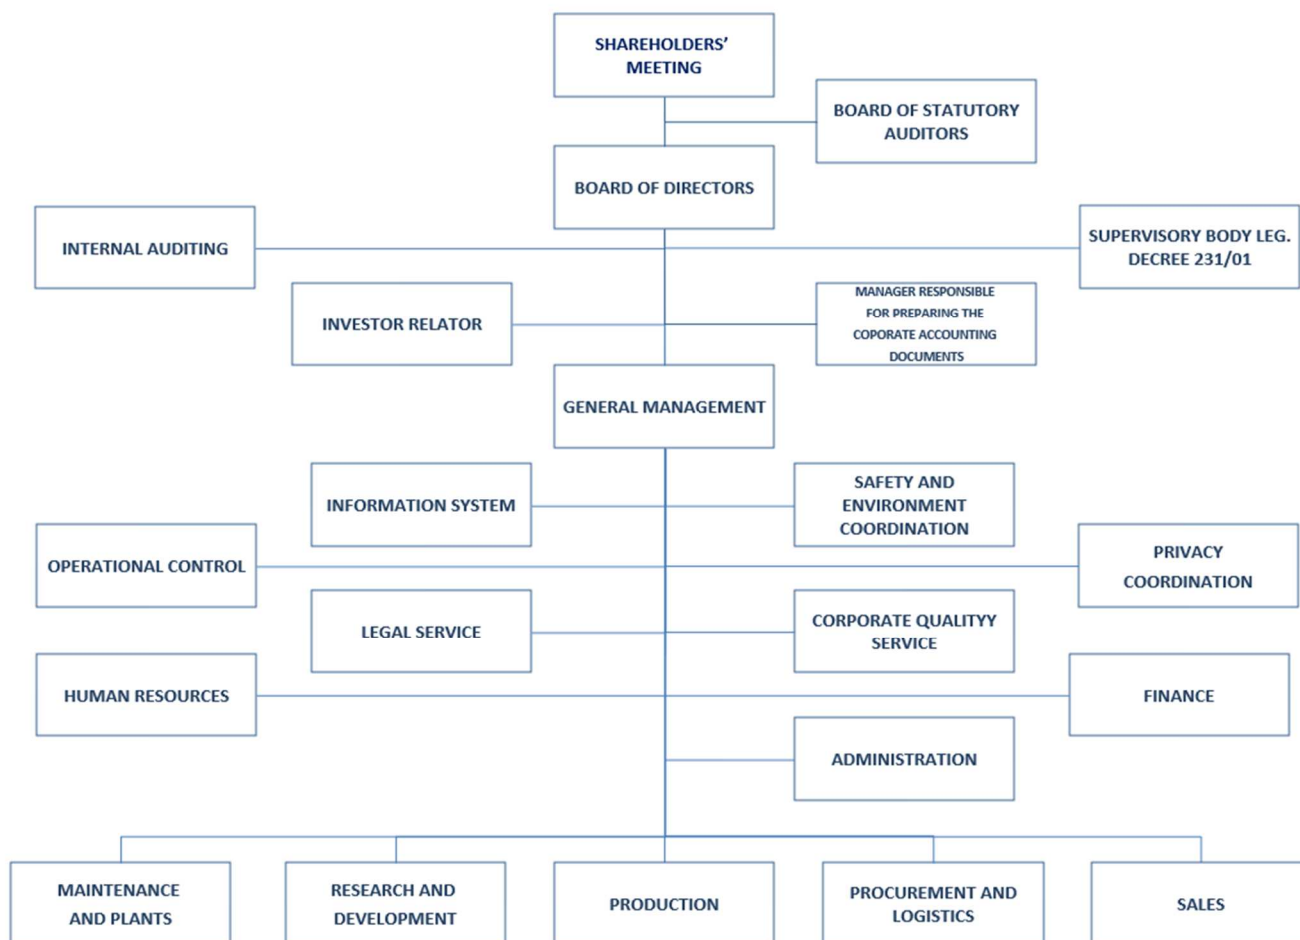 SHAREHOLDERS’
MEETING
BOARD OF STATUTORY
AUDITORS
BOARD OF DIRECTORS
INTERNAL AUDITING
SUPERVISORY BODY LEG.
DECREE 231/01
INVESTOR RELATOR
MANAGER RESPONSIBLE
FOR PREPARING THE
COPORATE ACCOUNTING
DOCUMENTS
GENERAL MANAGEMENT
INFORMATION SYSTEM
SAFETY AND
ENVIRONMENT
COORDINATION
OPERATIONAL CONTROL
PRIVACY
COORDINATION
LEGAL SERVICE
CORPORATE QUALITYY
SERVICE
HUMAN RESOURCES
FINANCE
ADMINISTRATION
MAINTENANCE
AND PLANTS
RESEARCH AND
DEVELOPMENT
PRODUCTION
PROCUREMENT AND
LOGISTICS
SALES